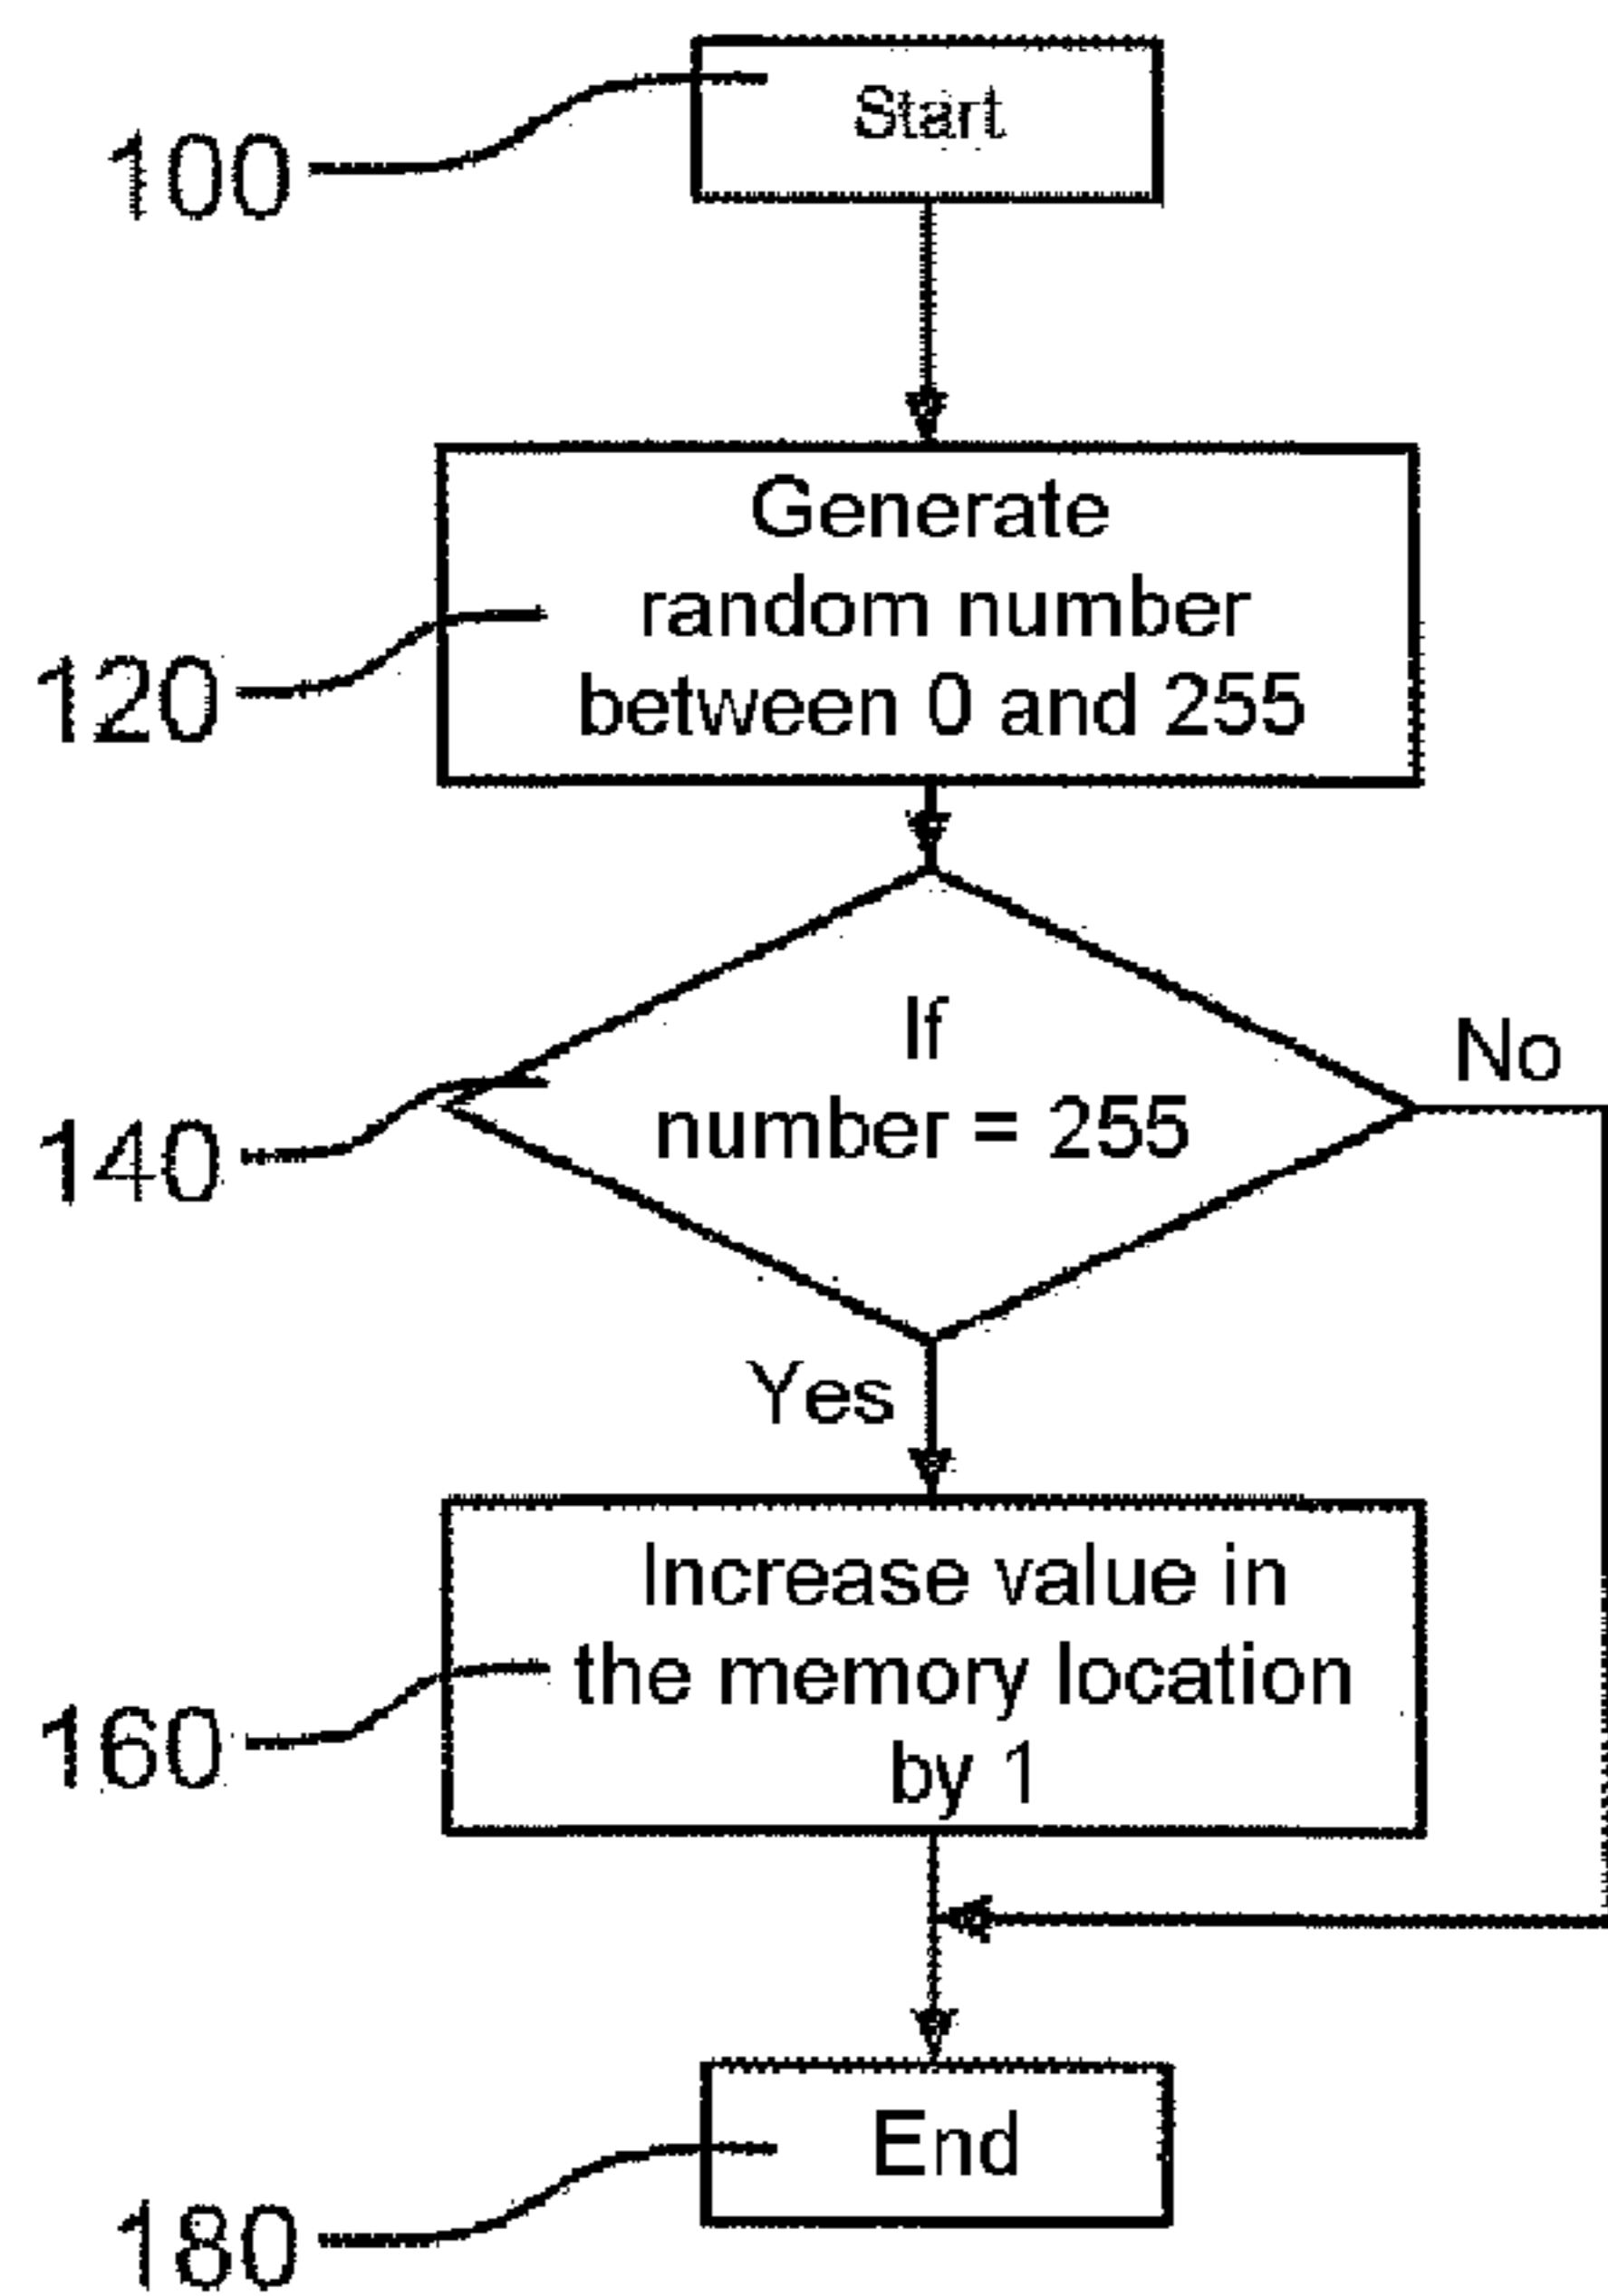 Start
100
Generate
random number
between 0 and 255
120
If
number = 255
No
140
Yes
Increase value in
the memory location
by 1
160
End
180